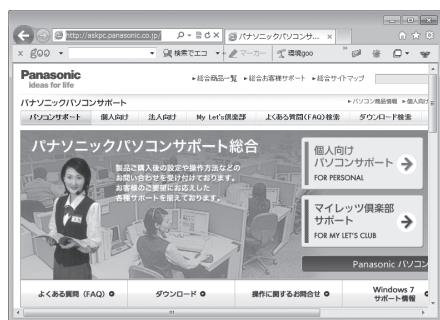 http://askpc.panasonic.co.jp/
パナソニックパソコンサ...
goo
検索でエコ
マーカー
環境goo
Panasonic
ideas for life
総合商品一覧
総合お客様サポート
総合サイトマップ
パナソニックパソコンサポート
パソコン商品情報
個人向け
パソコンサポート
個人向け
法人向け
My Let's倶楽部
よくある質問(FAQ)検索
ダウンロード検索
パナソニックパソコンサポート総合
製品ご購入後の設定や操作方法などの
お問い合わせを受け付けております。
お客様のご要望にお応えした
各種サポートを揃えております。
個人向け
パソコンサポート
FOR PERSONAL
マイレッツ倶楽部
サポート
FOR MY LET'S CLUB
Panasonic パソコン
よくある質問(FAQ)
ダウンロード
操作に関するお問合せ
Windows 7
サポート情報